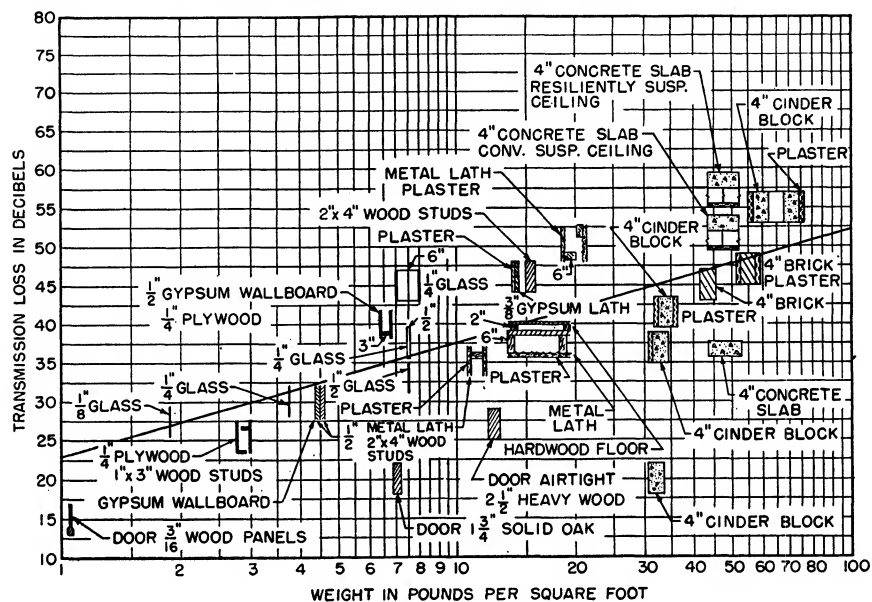 80
75
70
65
60
55
50
45
40
35
30
25
20
15
10
TRANSMISSION LOSS IN DECIBELS
4" CONCRETE SLAB
RESILIENTLY SUSP.
CEILING
4" CINDER
BLOCK
PLASTER
4" CONCRETE SLAB
CONV. SUSP. CEILING
METAL LATH
PLASTER
2"x 4" WOOD STUDS
PLASTER
4" CINDER
BLOCK
6"
6"
1/4" GLASS
1/2" GYPSUM WALLBOARD
1/4" PLYWOOD
3/8" GYPSUM LATH
4" BRICK
PLASTER
4" BRICK
PLASTER
1/2"
2"
6"
3"
1/4" GLASS
1/4" GLASS
1/2" GLASS
1/8" GLASS
PLASTER
PLASTER
METAL
LATH
4" CONCRETE
SLAB
1/2" METAL LATH
2"x 4" WOOD
STUDS
1/4" PLYWOOD
1"x 3" WOOD STUDS
HARDWOOD FLOOR
4" CINDER BLOCK
GYPSUM WALLBOARD
DOOR AIRTIGHT
2 1/2" HEAVY WOOD
DOOR 3/16" WOOD PANELS
DOOR 1 3/4" SOLID OAK
4" CINDER BLOCK
1 2 3 4 5 6 7 8 9 10 20 30 40 50 60 70 80 100
WEIGHT IN POUNDS PER SQUARE FOOT